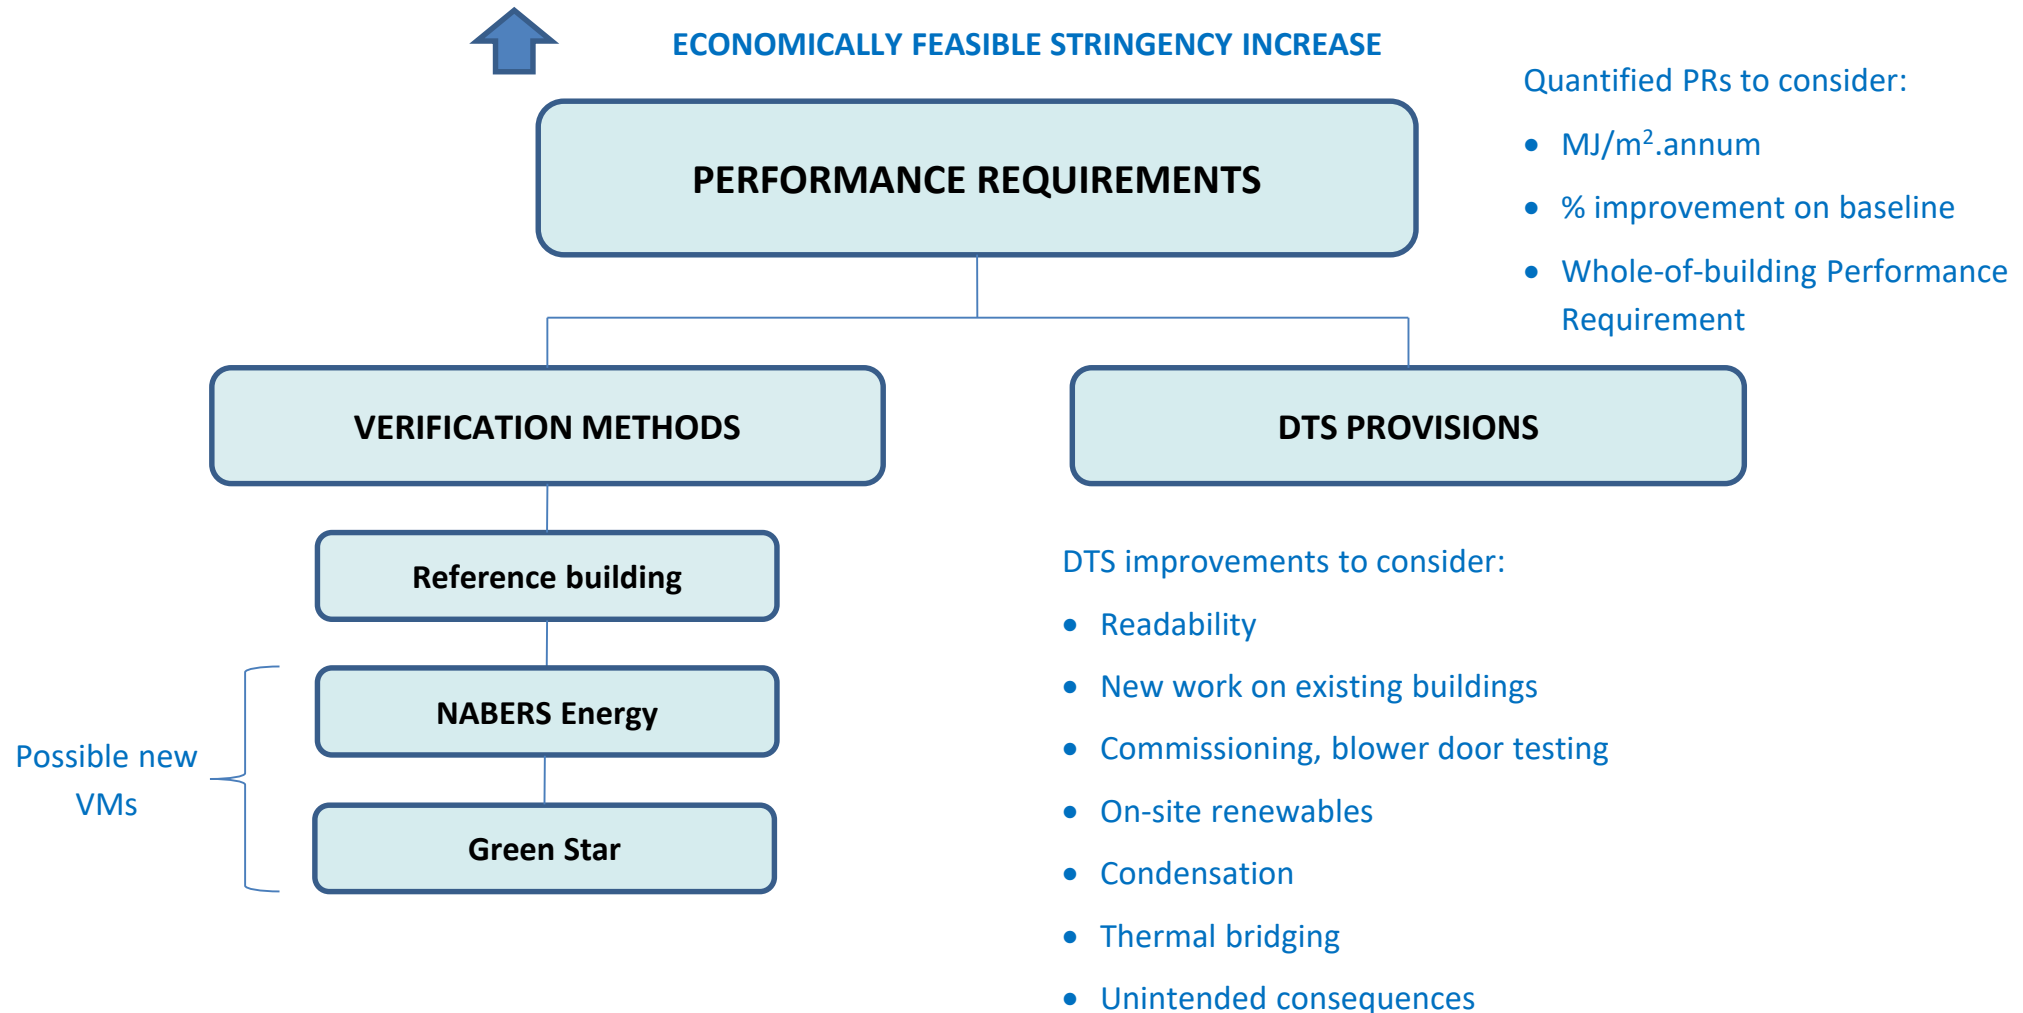 ECONOMICALLY FEASIBLE STRINGENCY INCREASE
PERFORMANCE REQUIREMENTS
Quantified PRs to consider:
• MJ/m².annum
• % improvement on baseline
• Whole-of-building Performance
Requirement
VERIFICATION METHODS
Reference building
NABERS Energy
Green Star
Possible new
VMs
DTS PROVISIONS
DTS improvements to consider:
• Readability
• New work on existing buildings
• Commissioning, blower door testing
• On-site renewables
• Condensation
• Thermal bridging
• Unintended consequences